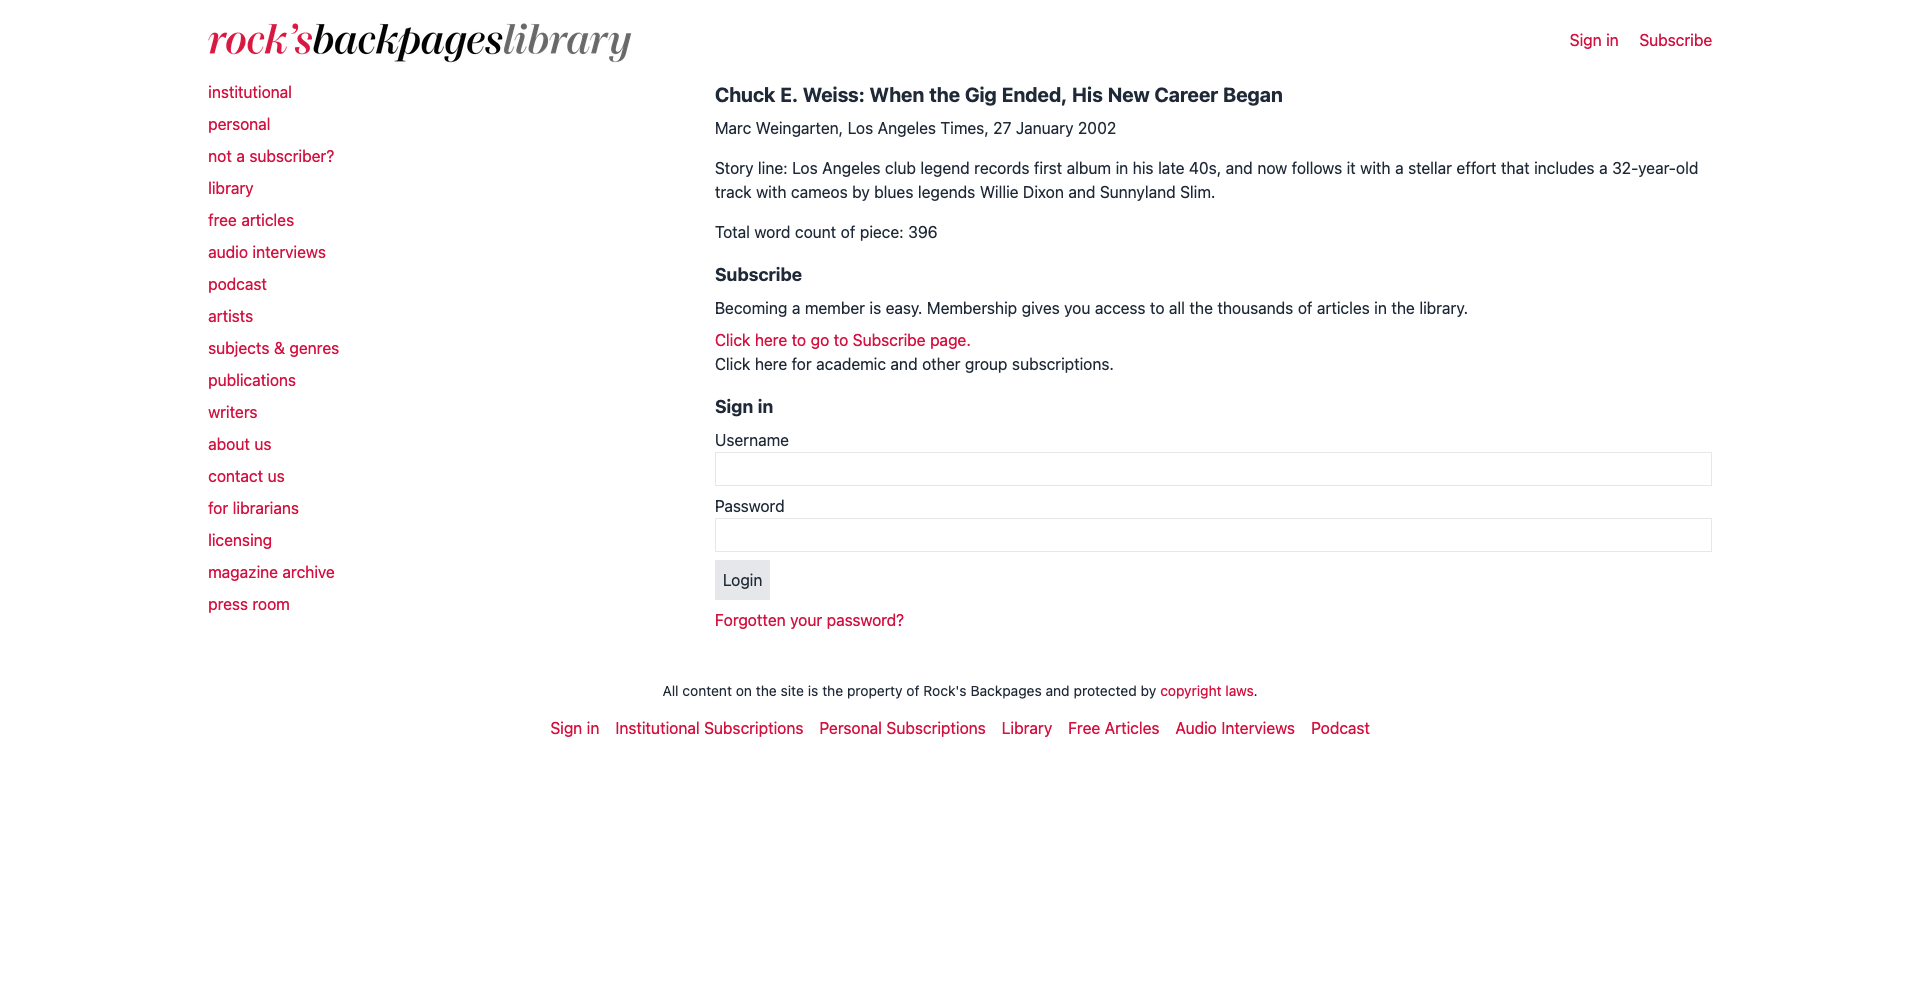 rock'sbackpageslibrary
Sign in Subscribe
institutional
personal
not a subscriber?
library
free articles
audio interviews
podcast
artists
subjects & genres
publications
writers
about us
contact us
for librarians
licensing
magazine archive
press room
Chuck E. Weiss: When the Gig Ended, His New Career Began
Marc Weingarten, Los Angeles Times, 27 January 2002
Story line: Los Angeles club legend records first album in his late 40s, and now follows it with a stellar effort that includes a 32-year-old
track with cameos by blues legends Willie Dixon and Sunnyland Slim.
Total word count of piece: 396
Subscribe
Becoming a member is easy. Membership gives you access to all the thousands of articles in the library.
Click here to go to Subscribe page.
Click here for academic and other group subscriptions.
Sign in
Username
Password
Login
Forgotten your password?
All content on the site is the property of Rock's Backpages and protected by copyright laws.
Sign in Institutional Subscriptions Personal Subscriptions Library Free Articles Audio Interviews Podcast